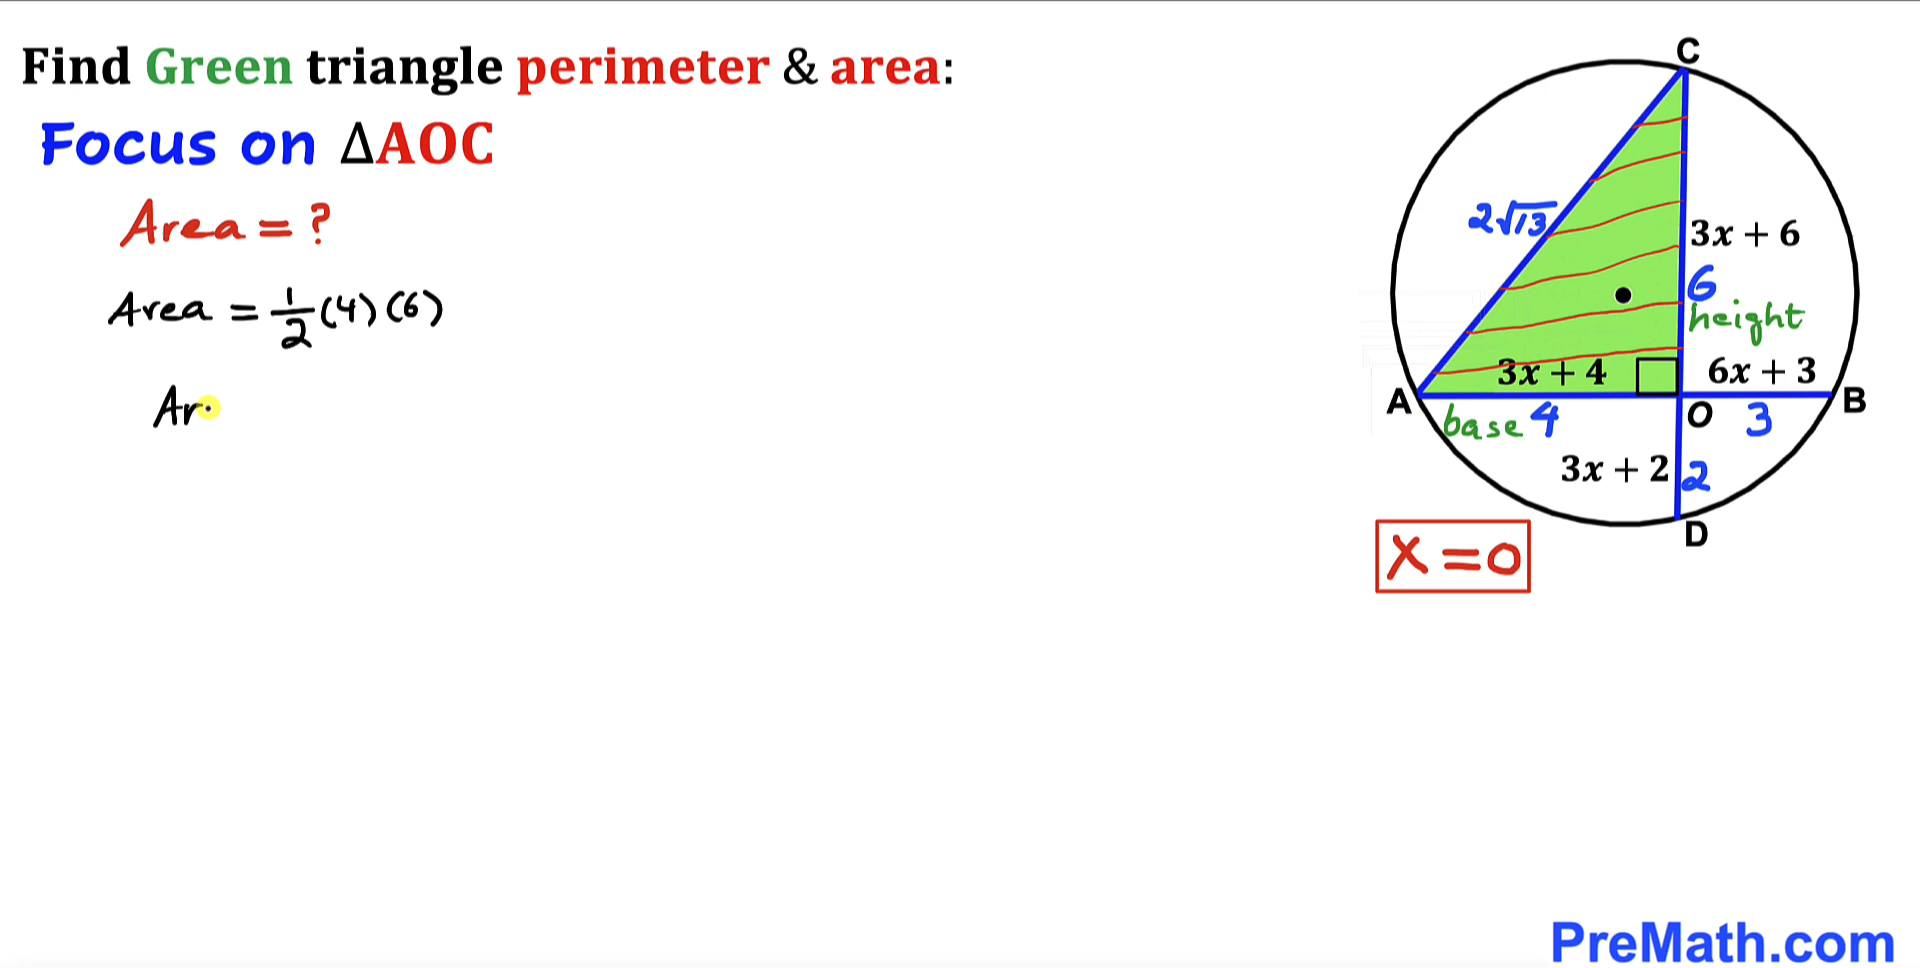 Find Green triangle perimeter & area:
Focus on ΔAOC
Area = ?
Area = 1/2 (4) (6)
Ar
C
2√13
3x + 6
6
height
3x + 4
6x + 3
A
B
base 4
O
3
3x + 2
2
D
X = 0
PreMath.com